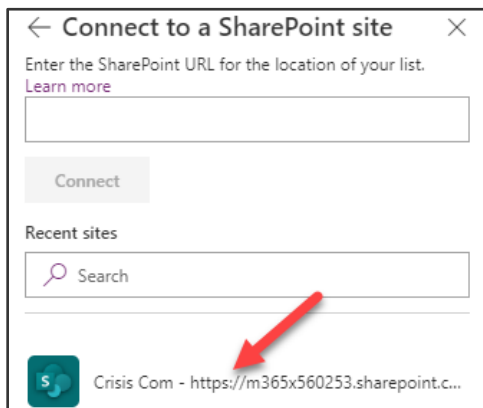 ← Connect to a SharePoint site
Enter the SharePoint URL for the location of your list.
Learn more
Connect
Recent sites
Search
Crisis Com - https://m365x560253.sharepoint.c...